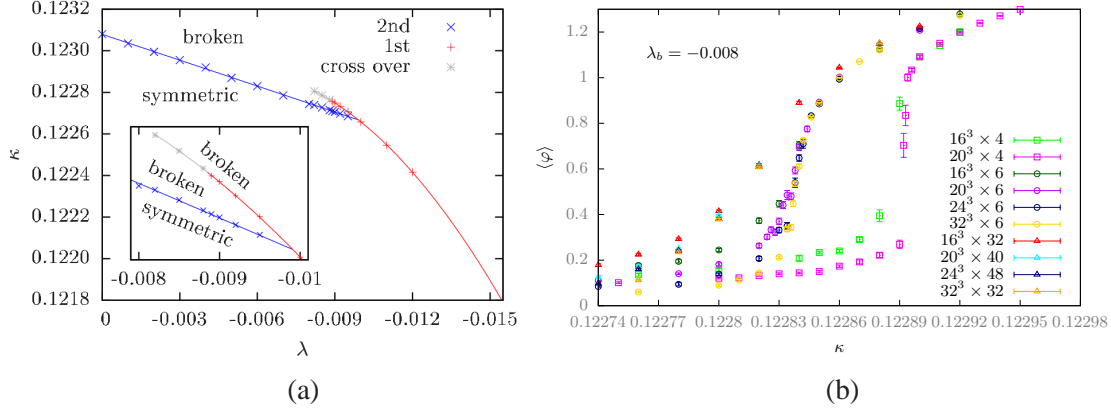 (a)
0.1232
0.1230
0.1228
0.1226
0.1224
0.1222
0.1220
0.1218
κ
broken
symmetric
2nd
1st
cross over
broken
broken
symmetric
-0.008 -0.009 -0.01
0 -0.003 -0.006 -0.009 -0.012 -0.015
λ
(a)
(b)
1.2
1
0.8
0.6
0.4
0.2
0
⟨φ⟩
λ_b = −0.008
16³ × 4
20³ × 4
16³ × 6
20³ × 6
24³ × 6
32³ × 6
16³ × 32
20³ × 40
24³ × 48
32³ × 32
0.12274 0.12277 0.1228 0.12283 0.12286 0.12289 0.12292 0.12295 0.12298
κ
(b)